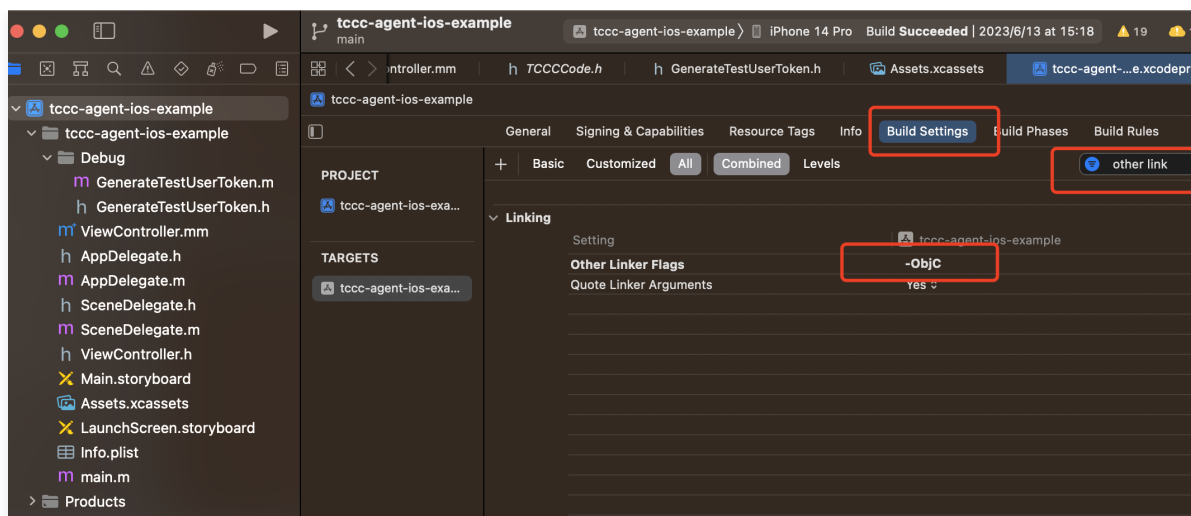 tccc-agent-ios-example
main
tccc-agent-ios-example 〉 iPhone 14 Pro Build Succeeded | 2023/6/13 at 15:18 19
ntroller.mm
h TCCCCode.h
h GenerateTestUserToken.h
Assets.xcassets
tccc-agent-...e.xcodepr
tccc-agent-ios-example
tccc-agent-ios-example
Debug
m GenerateTestUserToken.m
h GenerateTestUserToken.h
m ViewController.mm
h AppDelegate.h
m AppDelegate.m
h SceneDelegate.h
m SceneDelegate.m
h ViewController.h
Main.storyboard
Assets.xcassets
LaunchScreen.storyboard
Info.plist
m main.m
Products
tccc-agent-ios-example
General Signing & Capabilities Resource Tags Info Build Settings Build Phases Build Rules
PROJECT
tccc-agent-ios-exa...
TARGETS
tccc-agent-ios-exa...
+ Basic Customized All Combined Levels
other link
Linking
Setting tccc-agent-ios-example
Other Linker Flags -ObjC
Quote Linker Arguments Yes